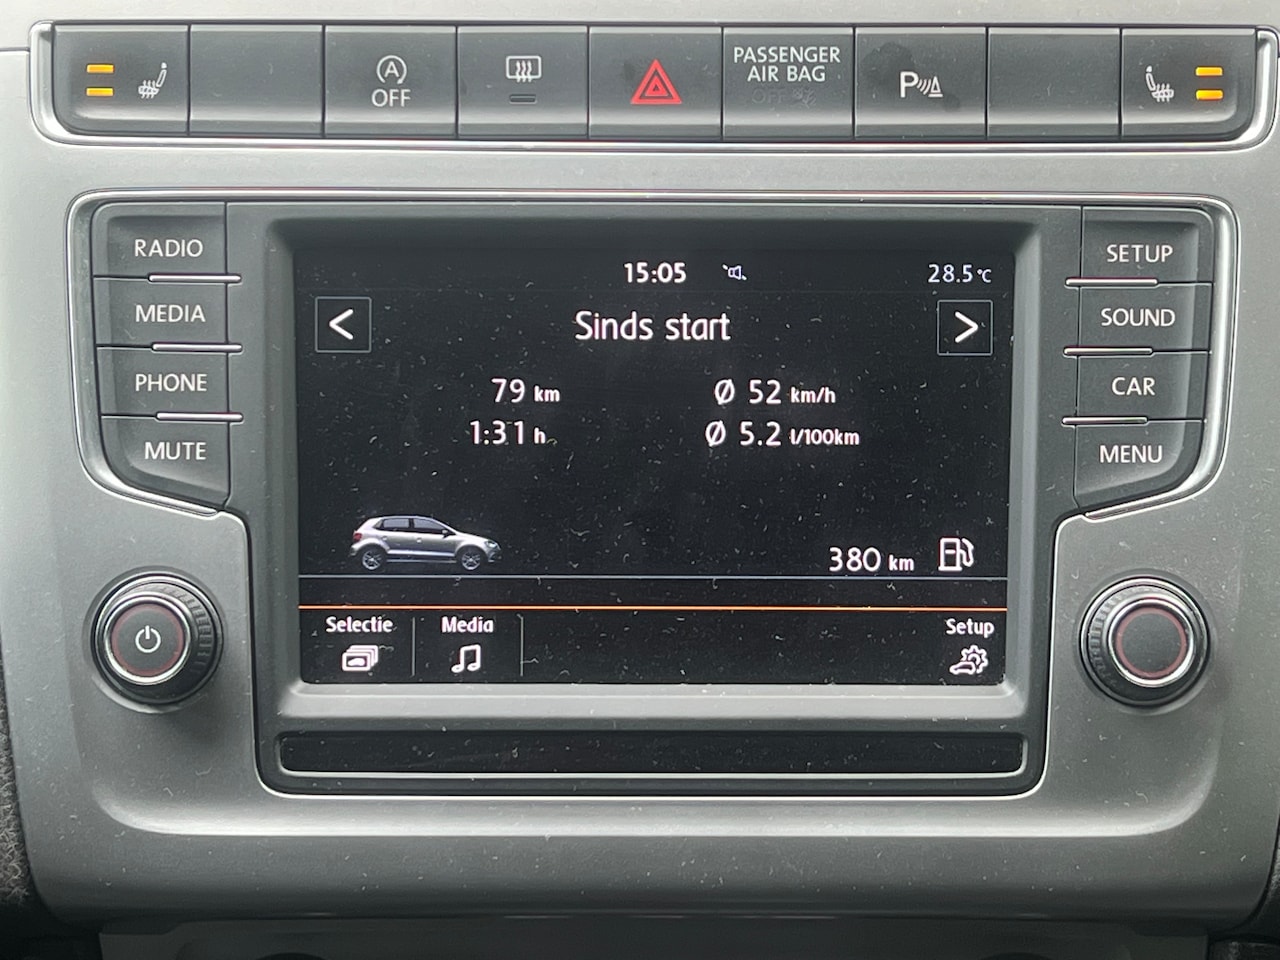 A
OFF
PASSENGER
AIR BAG
OFF
P
RADIO
MEDIA
PHONE
MUTE
15:05
28.5°C
<
Sinds start
>
79 km
Ø 52 km/h
1:31 h
Ø 5.2 l/100km
380 km
Selectie
Media
Setup
SETUP
SOUND
CAR
MENU